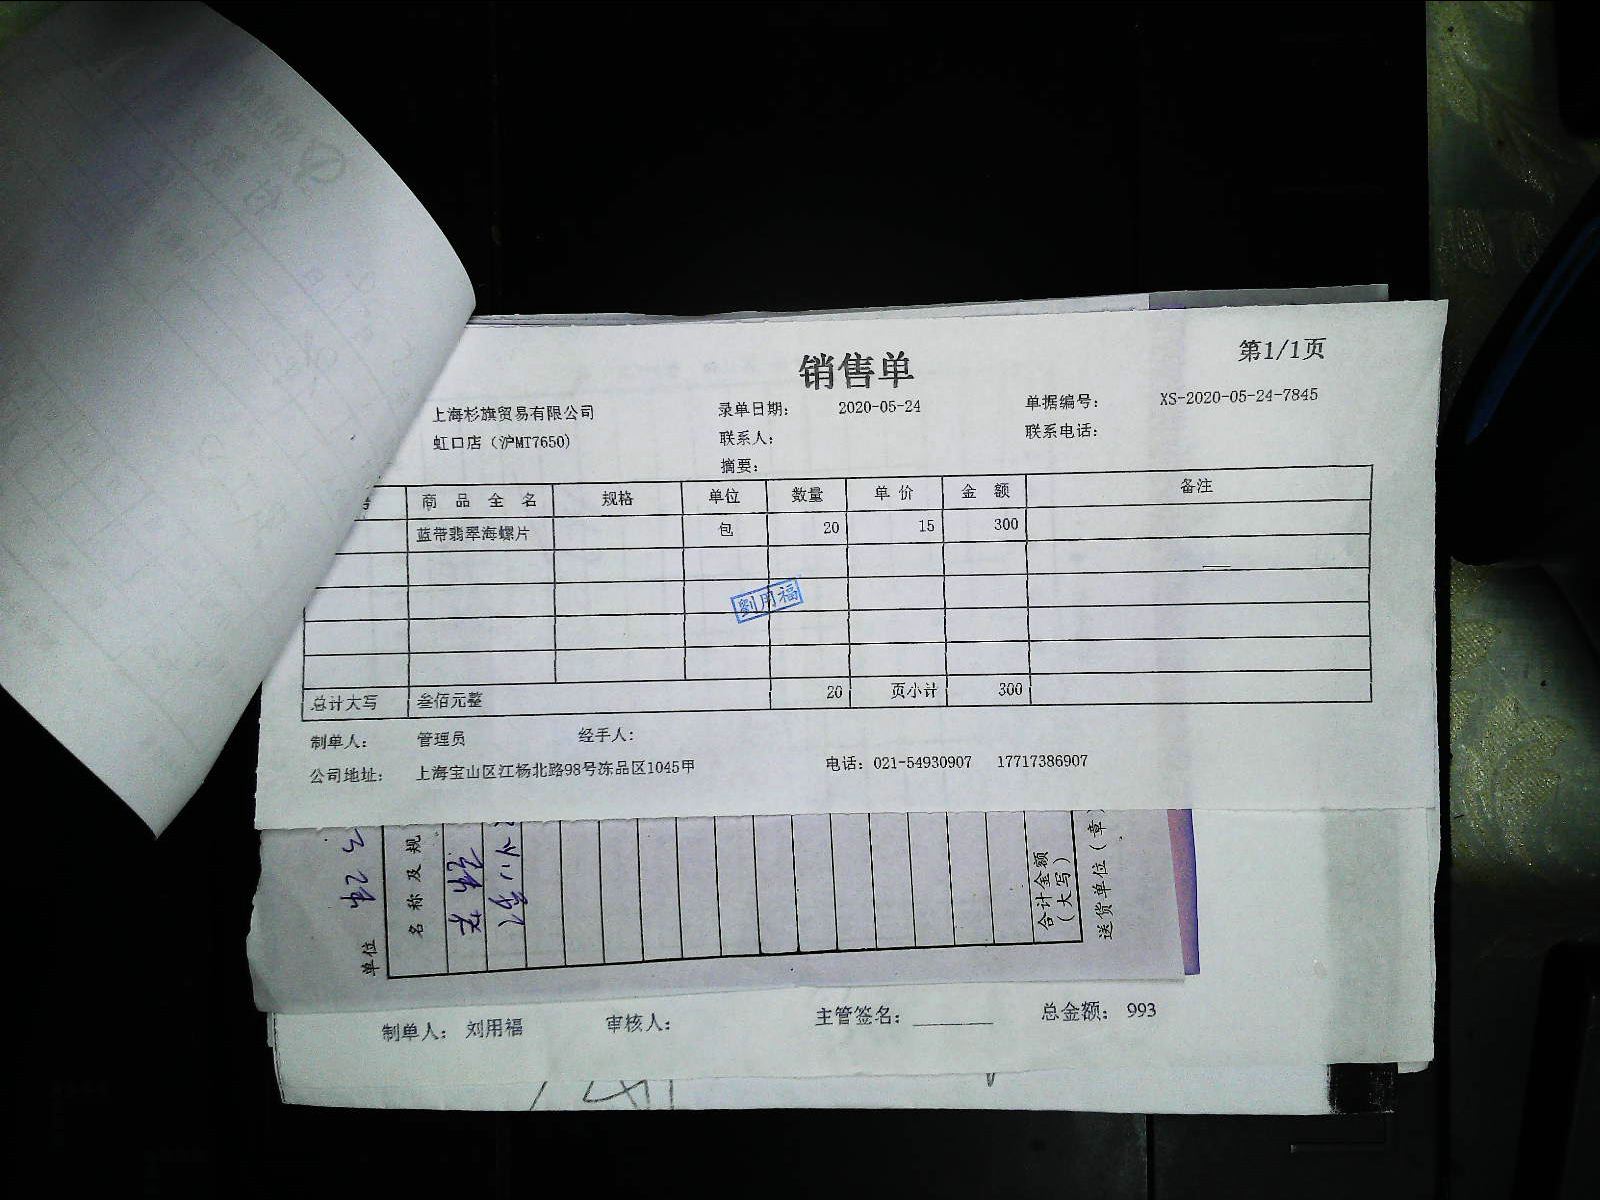 销售单
第1/1页
上海杉旗贸易有限公司 录单日期: 2020-05-24 单据编号: XS-2020-05-24-7845
虹口店（沪MT7650） 联系人: 联系电话:
摘要:
号 商品全名 规格 单位 数量 单价 金额 备注
蓝带翡翠海螺片 包 20 15 300
劉用福
总计大写 叁佰元整 20 页小计 300
制单人: 管理员 经手人:
公司地址: 上海宝山区江杨北路98号冻品区1045甲 电话: 021-54930907 17717386907
单位
名称及规
合计金额
（大写）
送货单位（章）
制单人: 刘用福 审核人: 主管签名: 总金额: 993